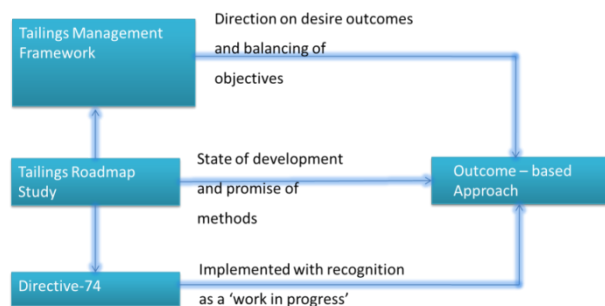 Tailings Management
Framework
Direction on desire outcomes
and balancing of
objectives
Tailings Roadmap
Study
State of development
and promise of
methods
Outcome – based
Approach
Directive-74
Implemented with recognition
as a ‘work in progress’